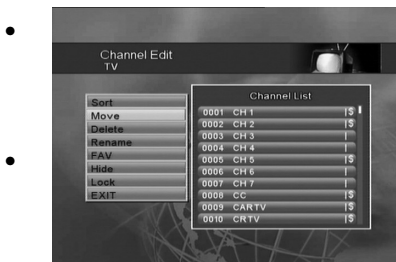 Channel Edit
TV
Sort
Move
Delete
Rename
FAV
Hide
Lock
EXIT
Channel List
0001 CH 1 |$
0002 CH 2 |$
0003 CH 3 |
0004 CH 4 |
0005 CH 5 |$
0006 CH 6 |
0007 CH 7 |
0008 CC |$
0009 CARTV |$
0010 CRTV |$